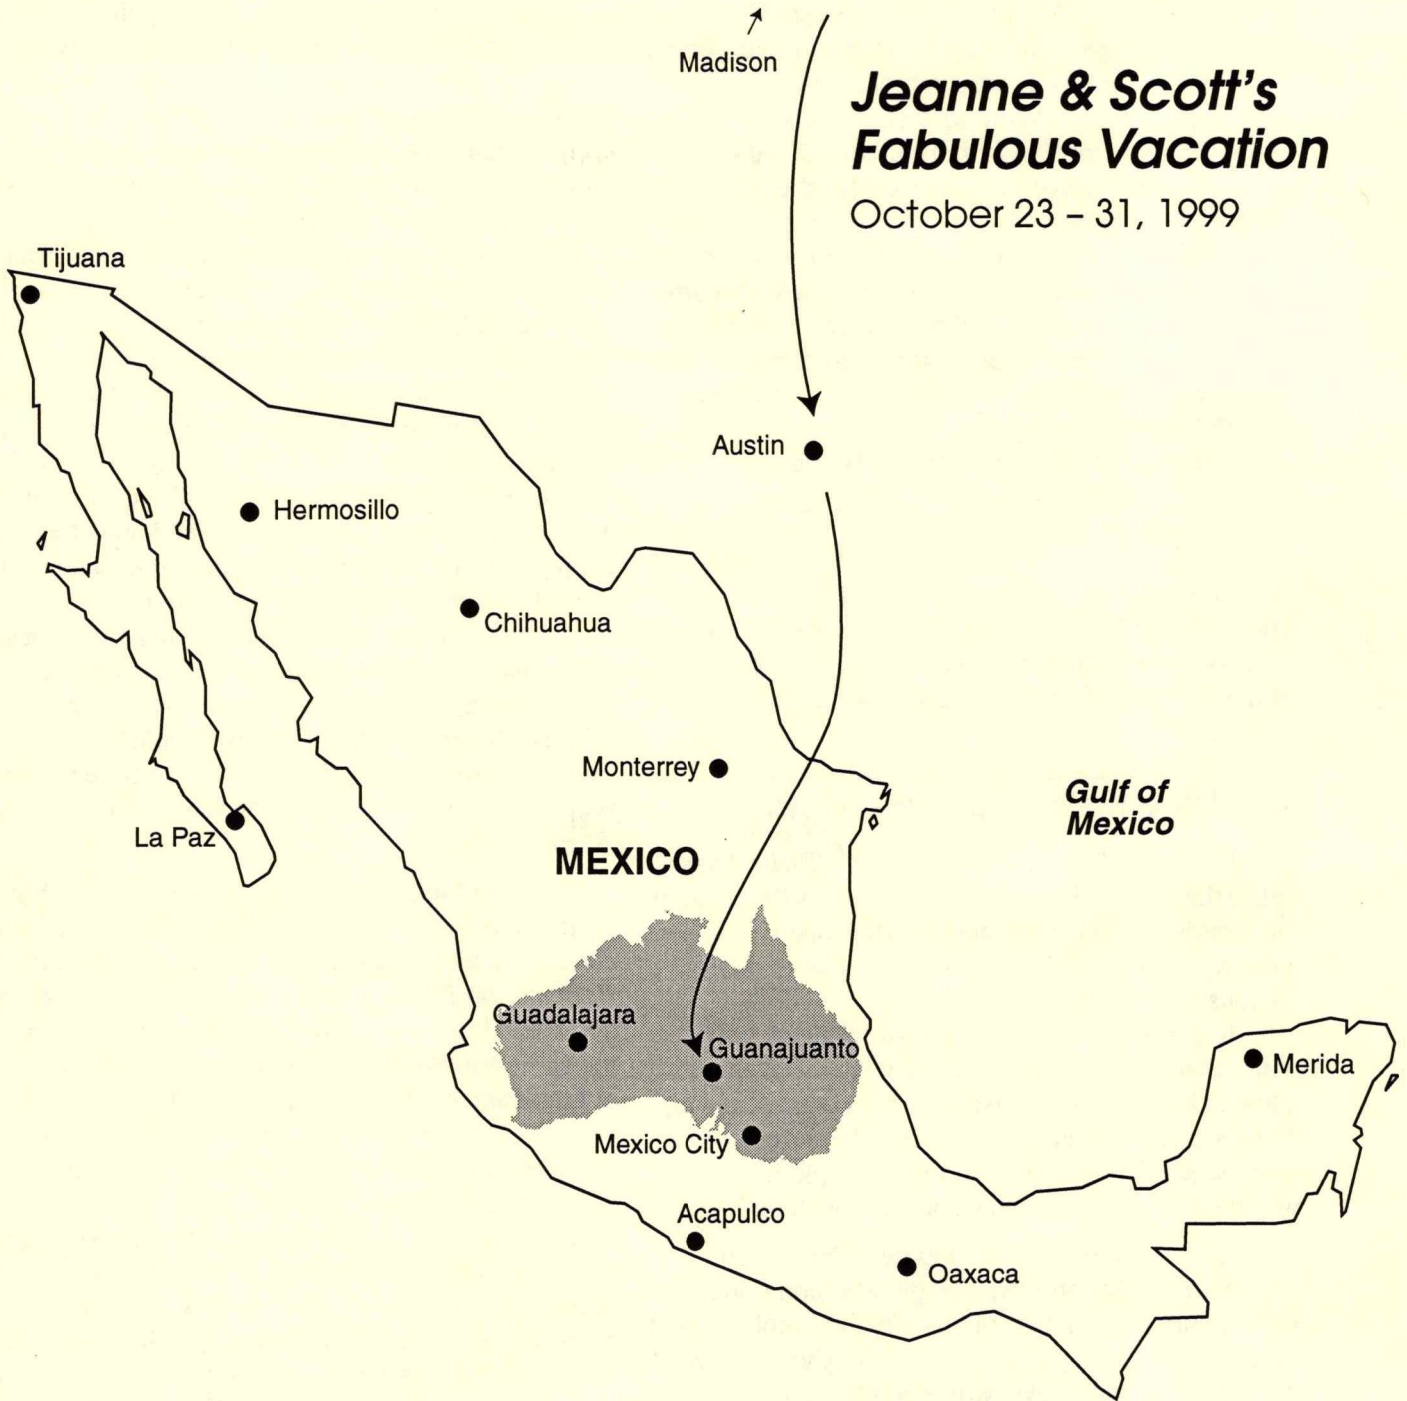 Madison
Jeanne & Scott's
Fabulous Vacation
October 23 – 31, 1999
Tijuana
Austin
Hermosillo
Chihuahua
Monterrey
Gulf of
Mexico
La Paz
MEXICO
Guadalajara
Guanajuanto
Merida
Mexico City
Acapulco
Oaxaca